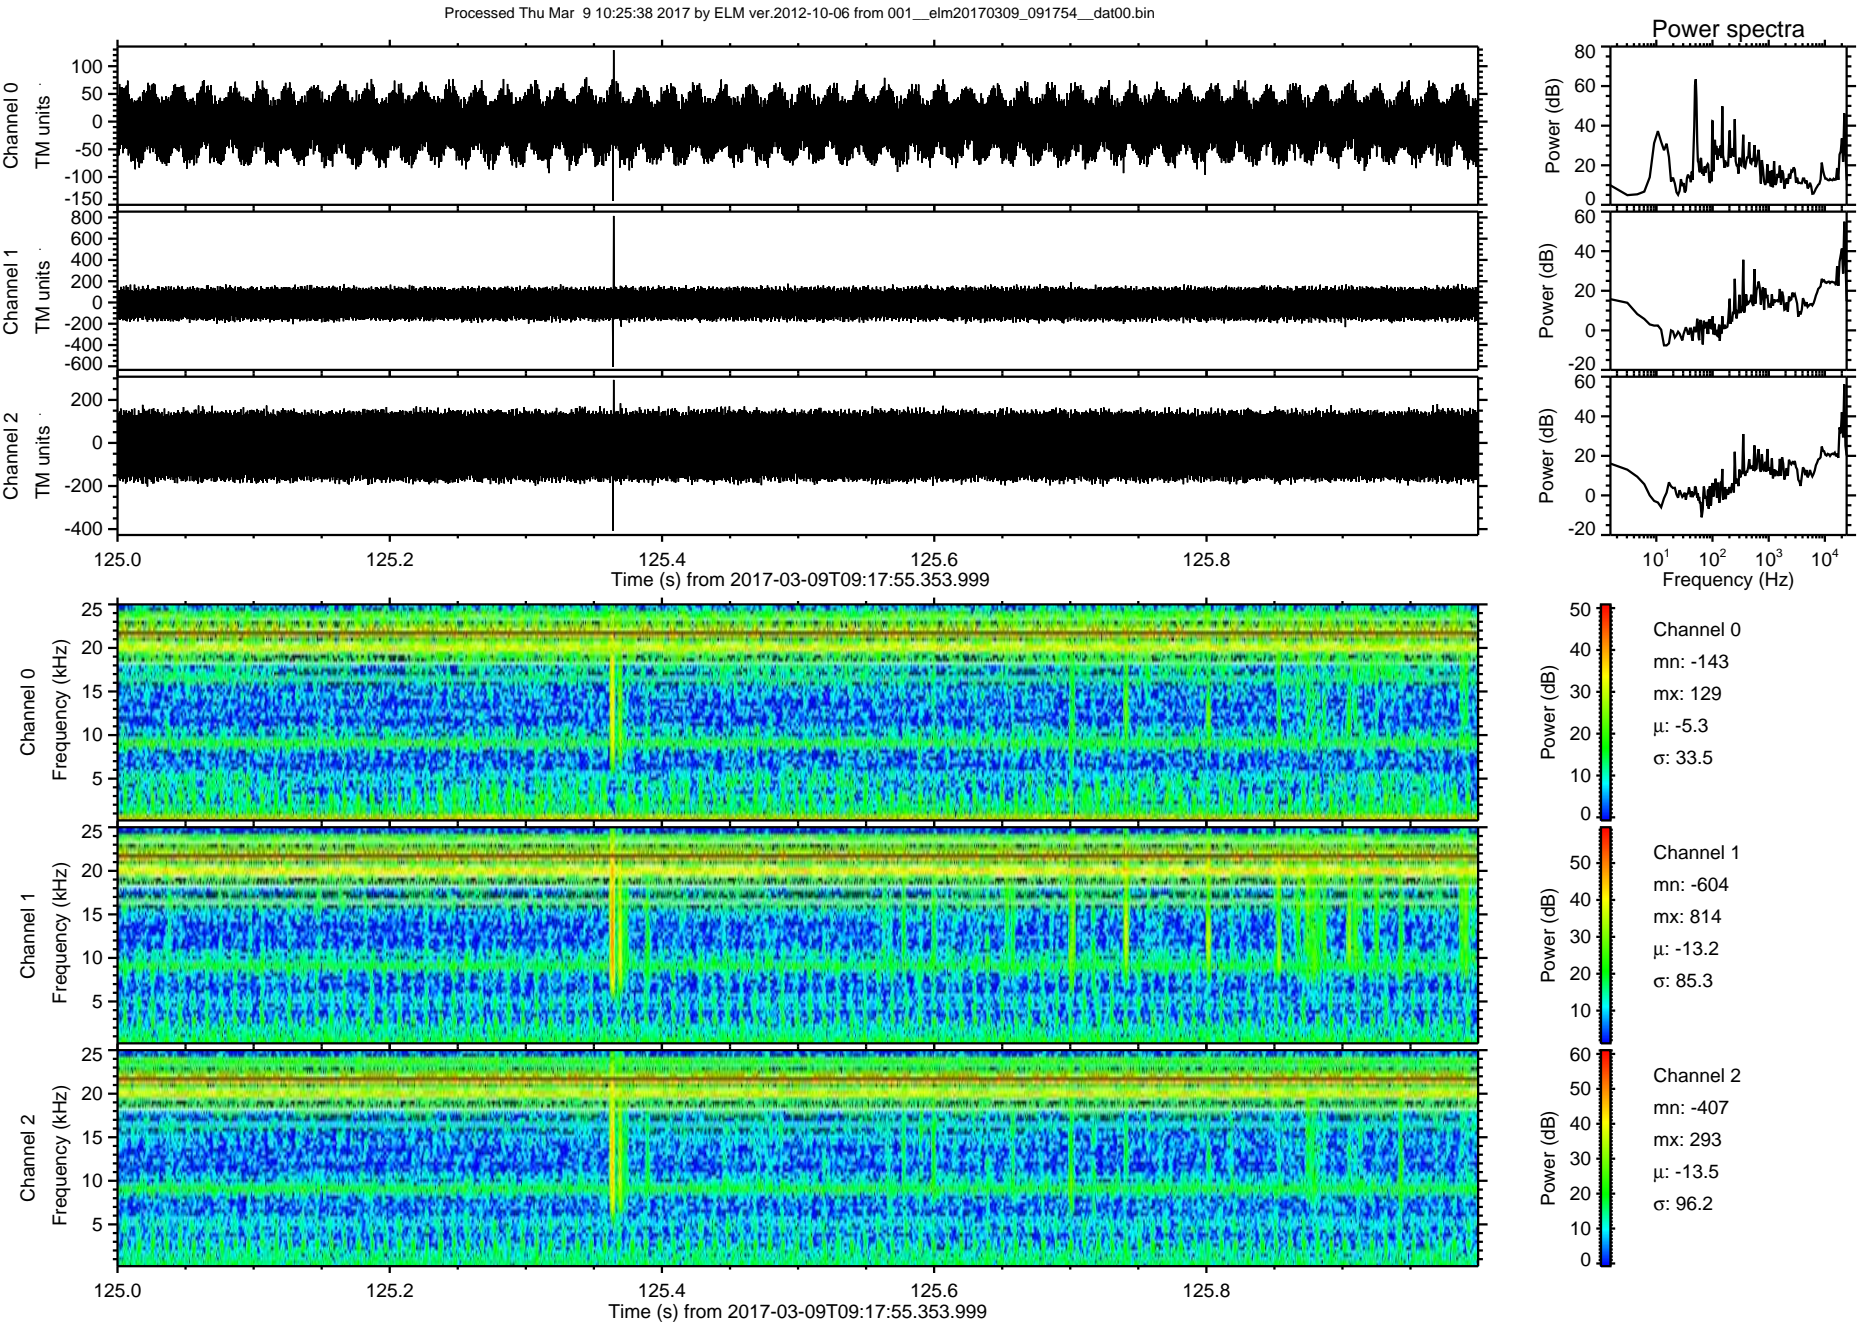 Processed Thu Mar  9 10:25:38 2017 by ELM ver.2012-10-06 from 001__elm20170309_091754__dat00.bin
Power spectra
Channel 0
TM units
100
50
0
-50
-100
-150
Power (dB)
80
60
40
20
0
Channel 1
TM units
800
600
400
200
0
-200
-400
-600
Power (dB)
60
40
20
0
-20
Channel 2
TM units
200
0
-200
-400
Power (dB)
60
40
20
0
-20
125.0 125.2 125.4 125.6 125.8
Time (s) from 2017-03-09T09:17:55.353.999
10¹ 10² 10³ 10⁴
Frequency (Hz)
Channel 0
Frequency (kHz)
25
20
15
10
5
Power (dB)
50
40
30
20
10
0
Channel 0
mn: -143
mx: 129
μ: -5.3
σ: 33.5
Channel 1
Frequency (kHz)
25
20
15
10
5
Power (dB)
50
40
30
20
10
Channel 1
mn: -604
mx: 814
μ: -13.2
σ: 85.3
Channel 2
Frequency (kHz)
25
20
15
10
5
Power (dB)
60
50
40
30
20
10
0
Channel 2
mn: -407
mx: 293
μ: -13.5
σ: 96.2
125.0 125.2 125.4 125.6 125.8
Time (s) from 2017-03-09T09:17:55.353.999